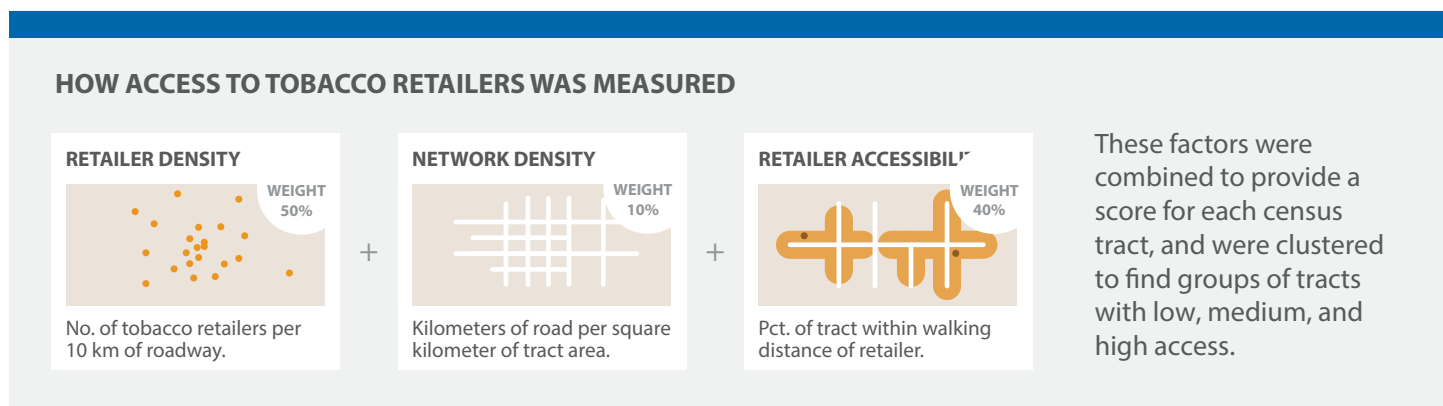 HOW ACCESS TO TOBACCO RETAILERS WAS MEASURED
RETAILER DENSITY
WEIGHT
50%
No. of tobacco retailers per
10 km of roadway.
+
NETWORK DENSITY
WEIGHT
10%
Kilometers of road per square
kilometer of tract area.
+
RETAILER
WEIGHT
40%
Pct. of tract within walking
distance of retailer.
These factors were
combined to provide a
score for each census
tract, and were clustered
to find groups of tracts
with low, medium, and
high access.